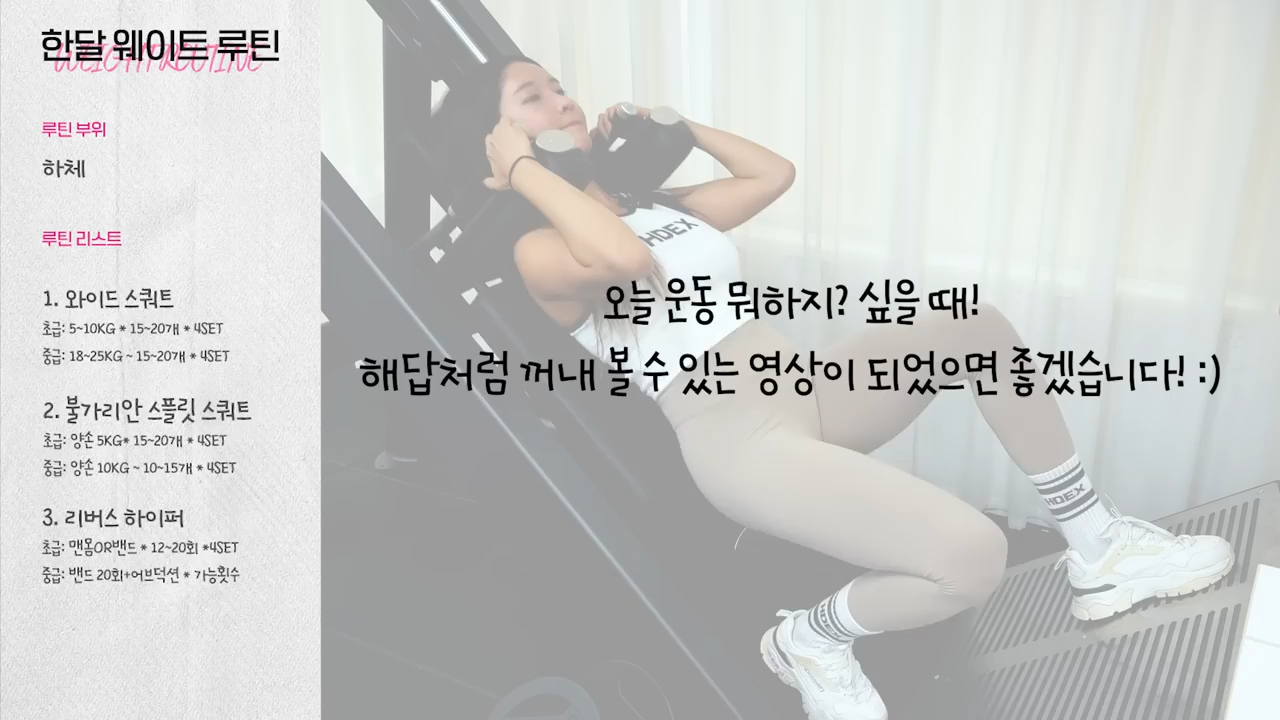 한달 웨이트 루틴
WEIGHT ROUTINE
루틴 부위
하체
루틴 리스트
1. 와이드 스쿼트
초급: 5~10KG * 15~20개 * 4SET
중급: 18~25KG ~ 15~20개 * 4SET
2. 불가리안 스플릿 스쿼트
초급: 양손 5KG* 15~20개 * 4SET
중급: 양손 10KG ~ 10~15개 * 4SET
3. 리버스 하이퍼
초급: 맨몸OR밴드 * 12~20회 *4SET
중급: 밴드 20회+어브덕션 * 가능횟수
오늘 운동 뭐하지? 싶을 때!
해답처럼 꺼내 볼 수 있는 영상이 되었으면 좋겠습니다! :)
HDEX
HDEX
HDEX